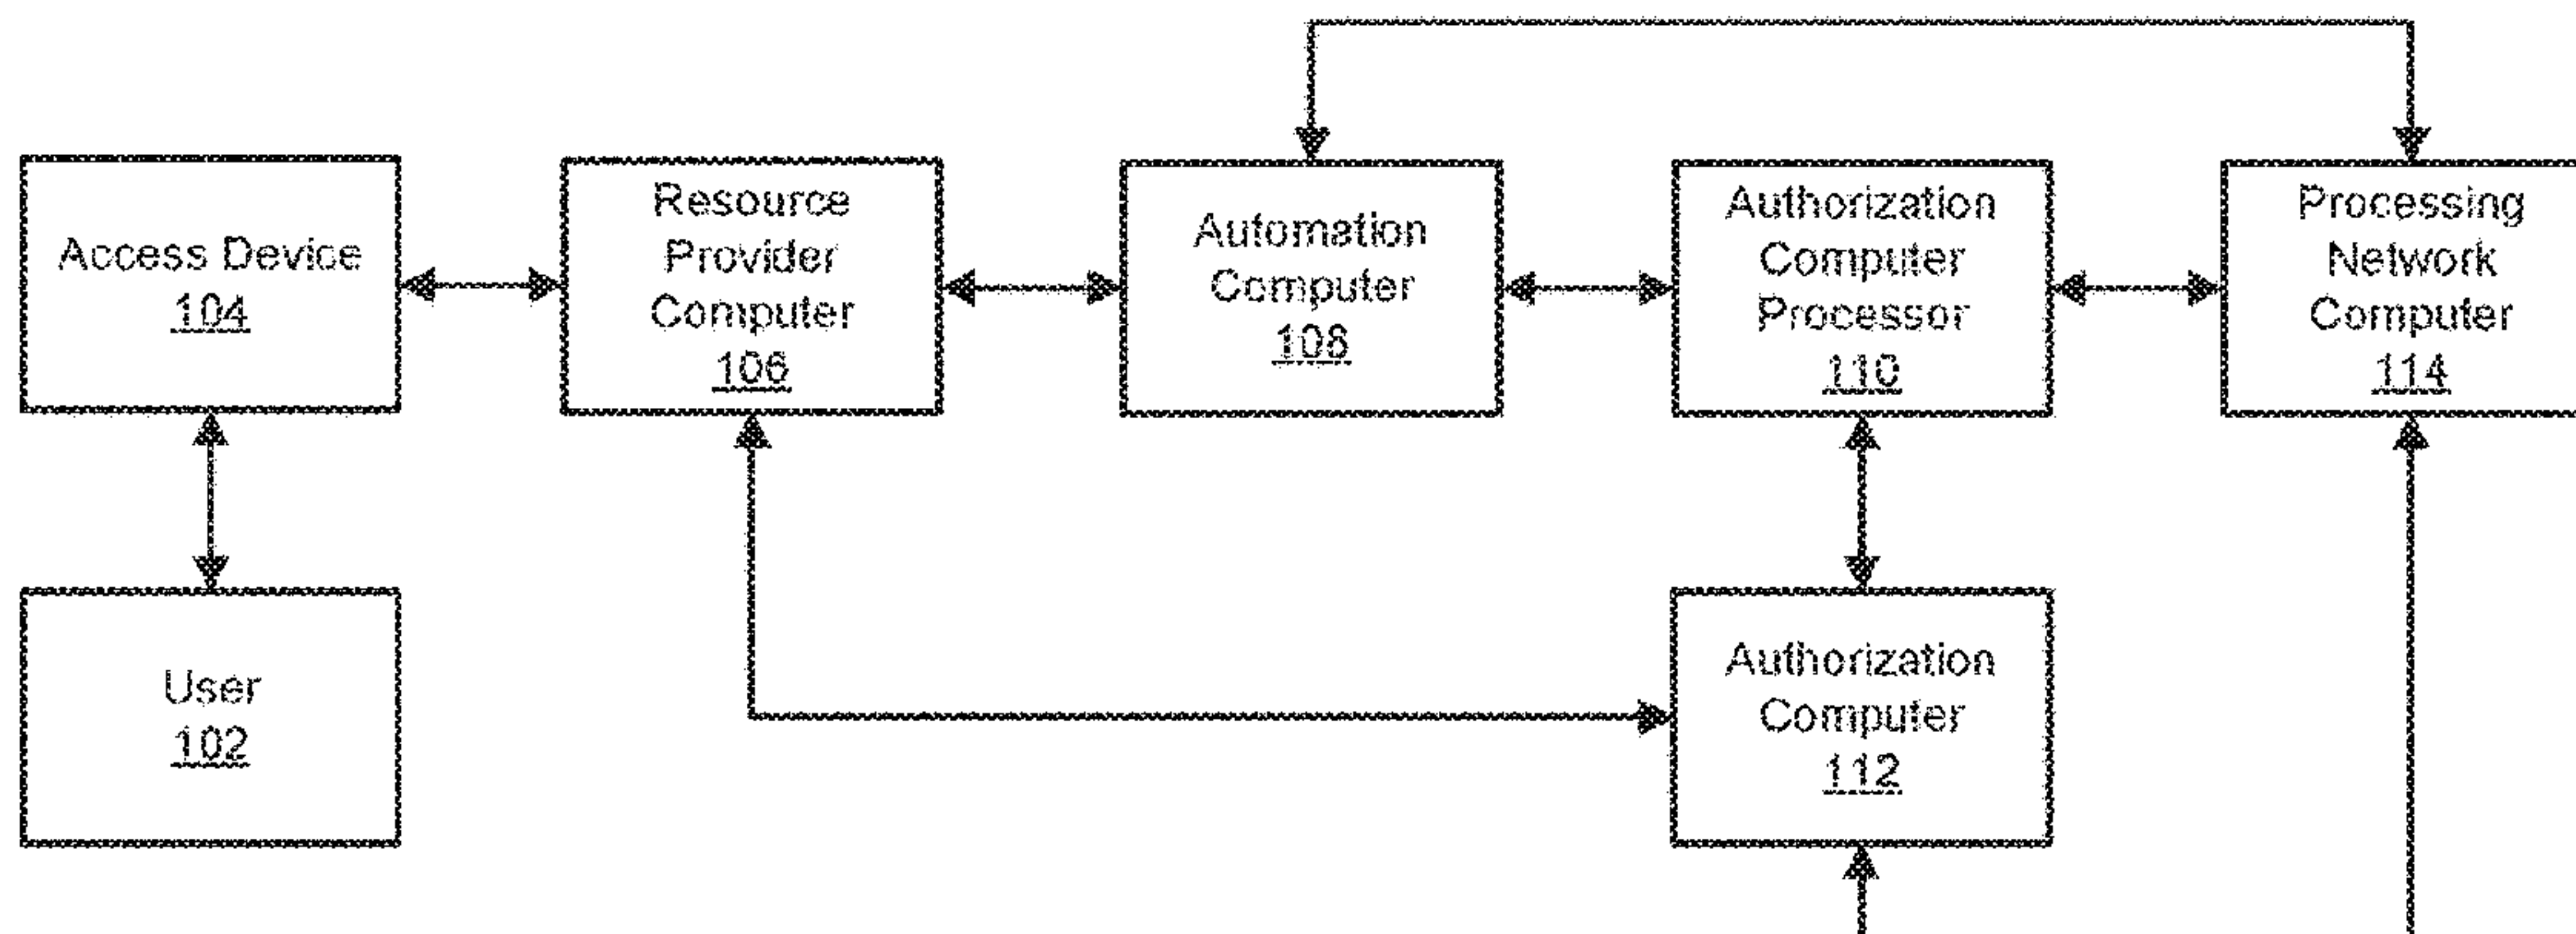 Access Device
104
Resource
Provider
Computer
106
Automation
Computer
108
Authorization
Computer
Processor
110
Processing
Network
Computer
114
User
102
Authorization
Computer
112